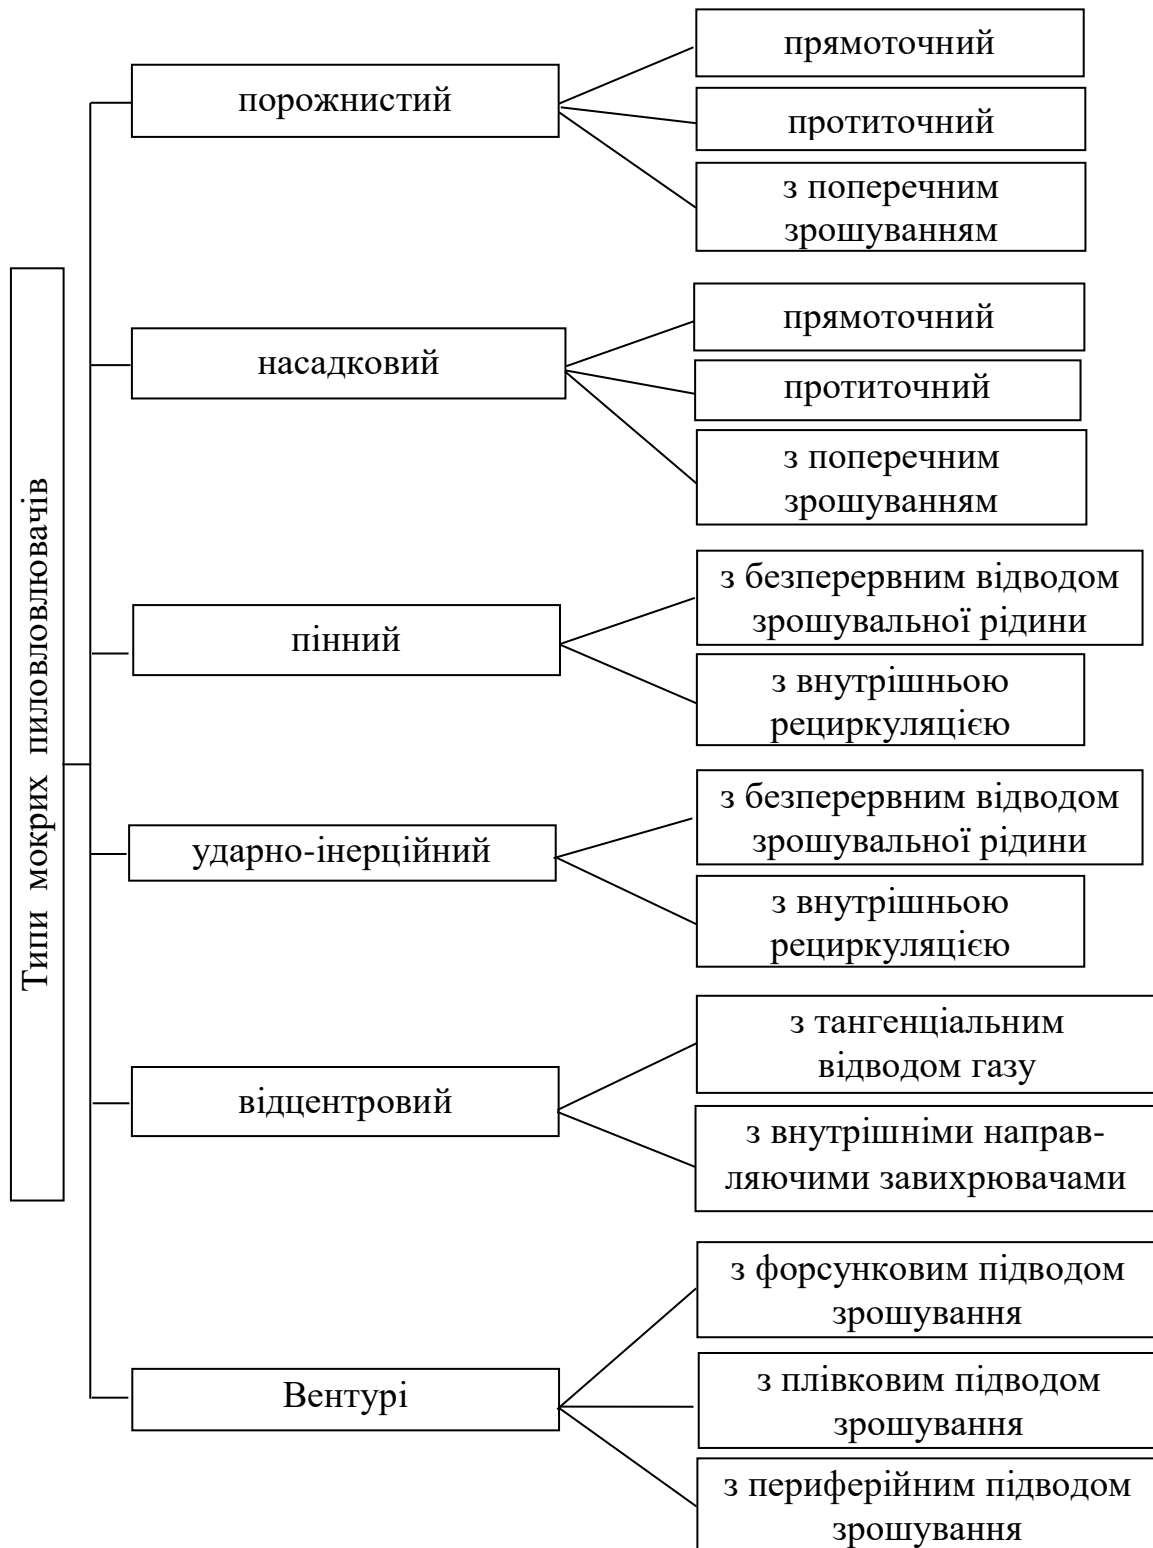 Типи мокрих пиловловлювачів
порожнистий
прямоточний
протиточний
з поперечним
зрошуванням
насадковий
прямоточний
протиточний
з поперечним
зрошуванням
пінний
з безперервним відводом
зрошувальної рідини
з внутрішньою
рециркуляцією
ударно-інерційний
з безперервним відводом
зрошувальної рідини
з внутрішньою
рециркуляцією
відцентровий
з тангенціальним
відводом газу
з внутрішніми направ-
ляючими завихрювачами
Вентурі
з форсунковим підводом
зрошування
з плівковим підводом
зрошування
з периферійним підводом
зрошування